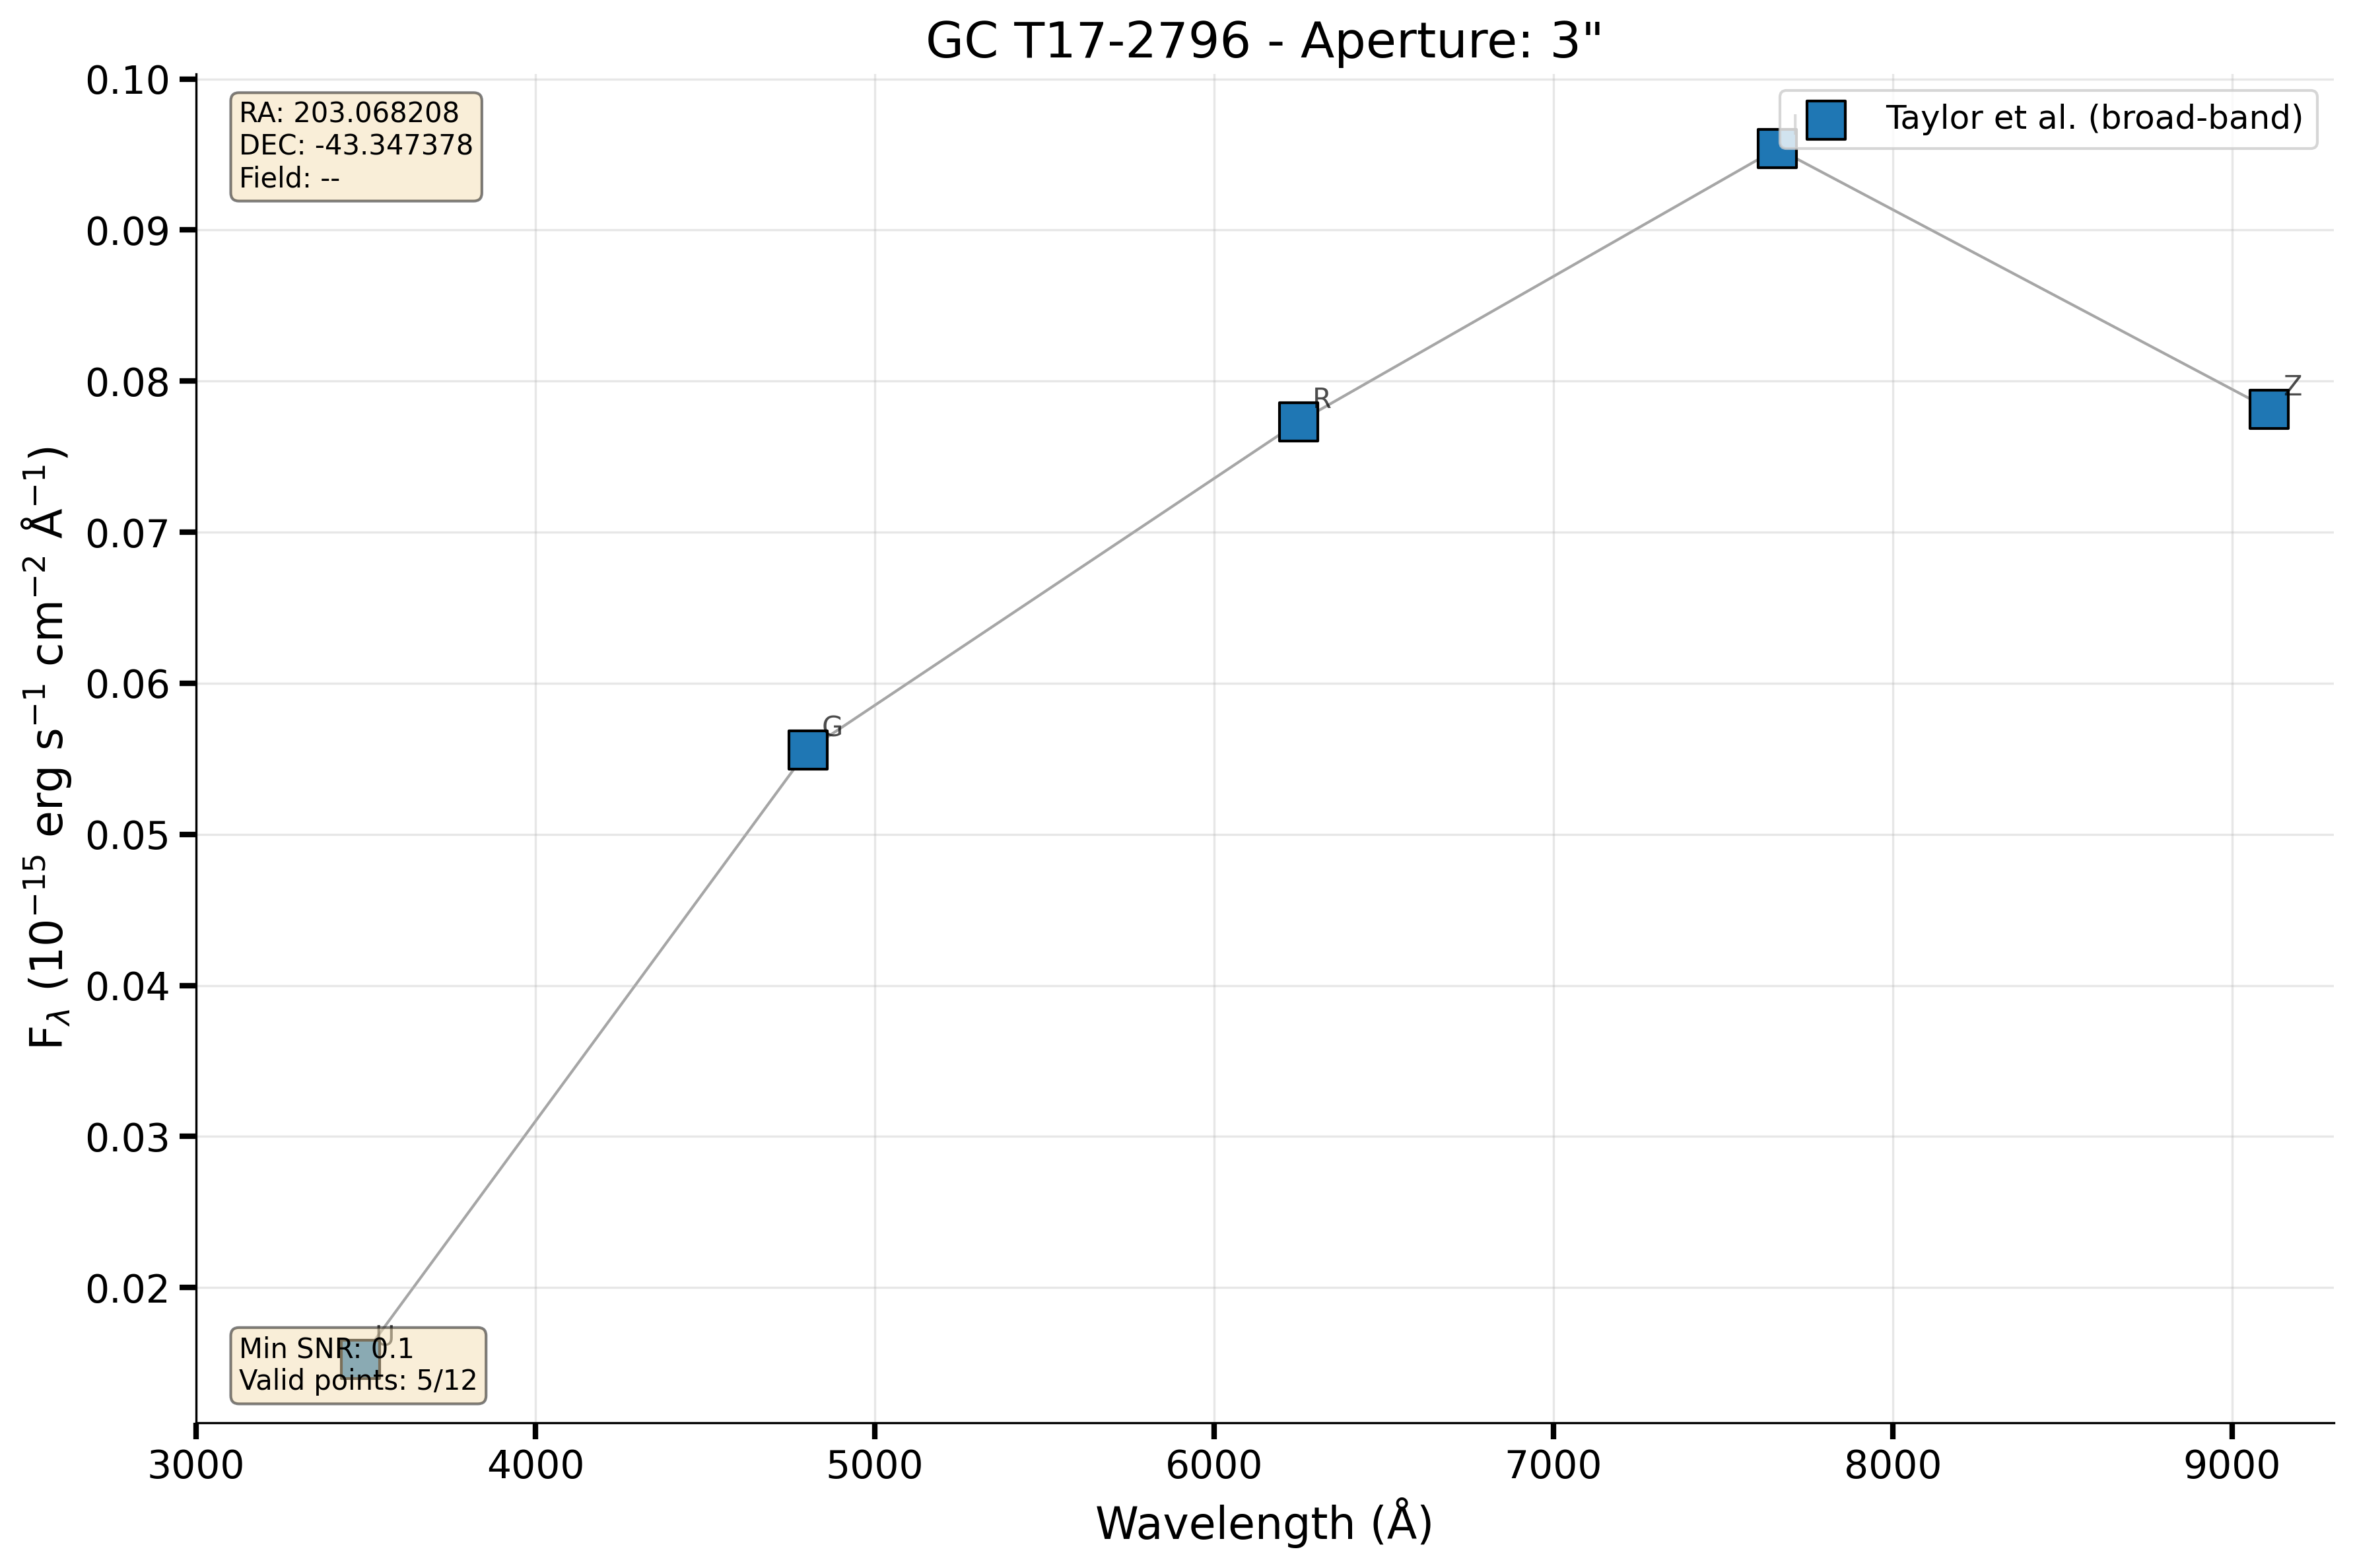 GC T17-2796 - Aperture: 3"
RA: 203.068208
DEC: -43.347378
Field: --
Taylor et al. (broad-band)
I
R
Z
G
U
Min SNR: 0.1
Valid points: 5/12
F_λ (10⁻¹⁵ erg s⁻¹ cm⁻² Å⁻¹)
0.10
0.09
0.08
0.07
0.06
0.05
0.04
0.03
0.02
3000 4000 5000 6000 7000 8000 9000
Wavelength (Å)